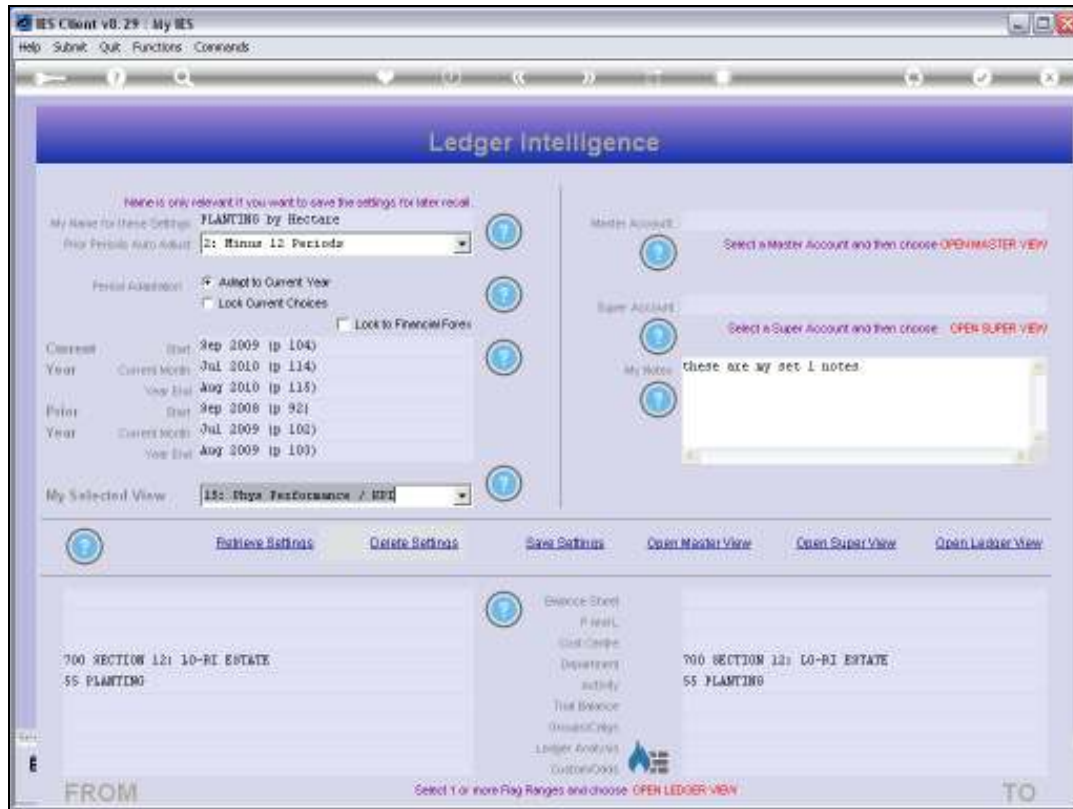 IES Client v8.29 : My IES
Help Submit Quit Functions Commands
Ledger Intelligence
Name is only relevant if you want to save the settings for later recall.
My Name for these Settings PLANTING by Hectare
Prior Periods Auto Adjust 2: Minus 12 Periods
Period Adaptation Adapt to Current Year
Lock Current Choices
Lock to Financial Forex
Current Start Sep 2009 (p 104)
Year Current Month Jul 2010 (p 114)
Year End Aug 2010 (p 115)
Prior Start Sep 2008 (p 92)
Year Current Month Jul 2009 (p 102)
Year End Aug 2009 (p 103)
My Selected View 15: Phys Performance / KPI
Master Account
Select a Master Account and then choose OPEN MASTER VIEW
Super Account
Select a Super Account and then choose OPEN SUPER VIEW
My Notes these are my set 1 notes
Retrieve Settings Delete Settings Save Settings Open Master View Open Super View Open Ledger View
Balance Sheet
P and L
Cost Centre
700 SECTION 12: LO-RI ESTATE Department 700 SECTION 12: LO-RI ESTATE
55 PLANTING Activity 55 PLANTING
Trial Balance
Ledger Analysis
FROM Select 1 or more Flag Ranges and choose OPEN LEDGER VIEW TO